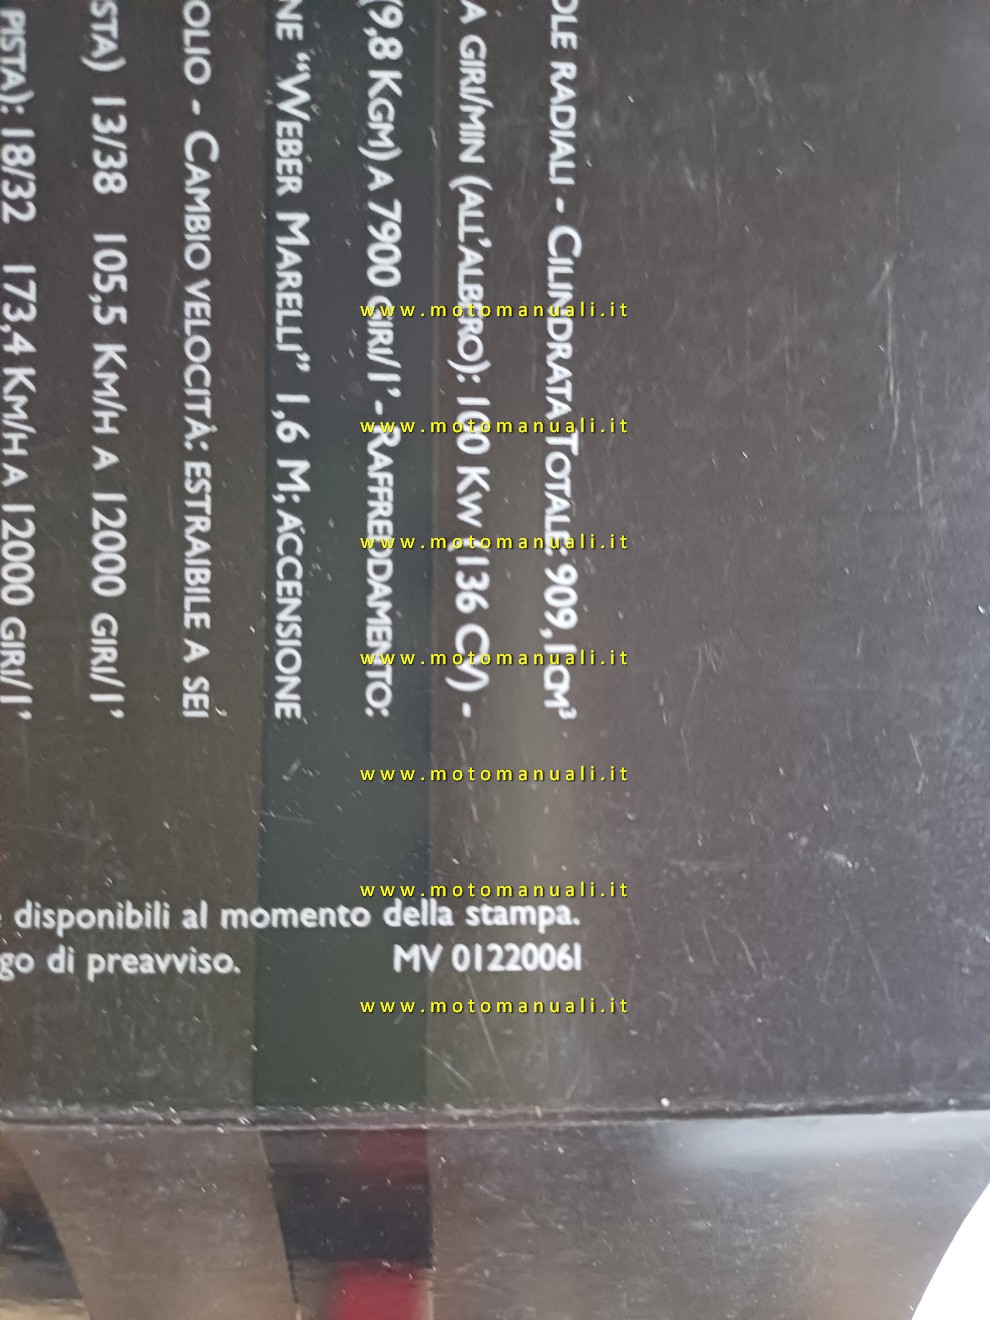 OLE RADIALI - CILINDRATA TOTALE: 909,1 CM³
A GIRI/MIN (ALL'ALBERO): 100 KW (136 CV) -
(9,8 KGM) A 7900 GIRI/1' - RAFFREDDAMENTO:
NE "WEBER MARELLI" 1,6 M; ACCENSIONE
OLIO - CAMBIO VELOCITÀ: ESTRAIBILE A SEI
STA) 13/38 105,5 KM/H A 12000 GIRI/1'
PISTA): 18/32 173,4 KM/H A 12000 GIRI/1'
disponibili al momento della stampa.
go di preavviso. MV 01220061
www.motomanuali.it
www.motomanuali.it
www.motomanuali.it
www.motomanuali.it
www.motomanuali.it
www.motomanuali.it
www.motomanuali.it